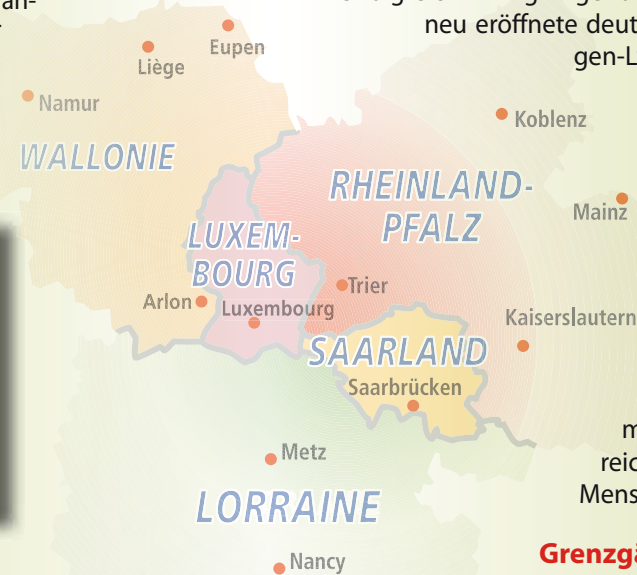 neu eröffnete deut
gen-L
Eupen
Liège
Namur
Koblenz
WALLONIE
RHEINLAND-
PFALZ
Mainz
LUXEM-
BOURG
Trier
Arlon
Luxembourg
Kaiserslautern
SAARLAND
Saarbrücken
m
reic
Mens
Metz
LORRAINE
Grenzgä
Nancy